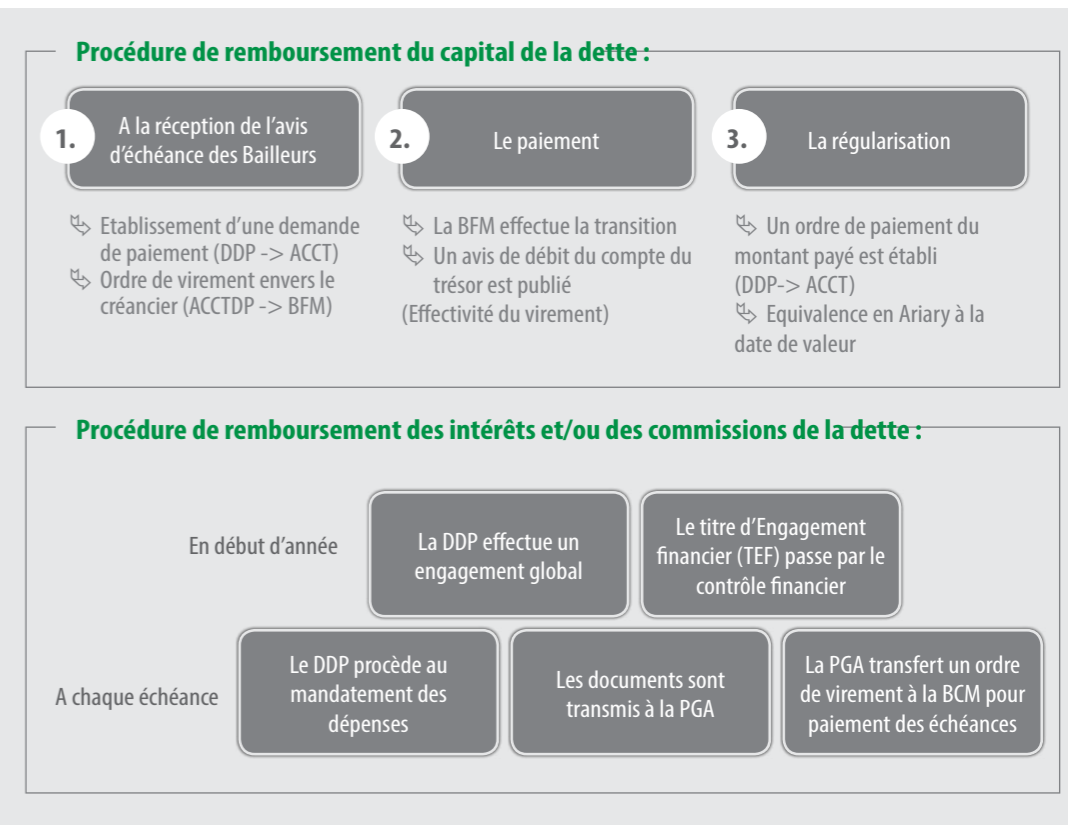 Procédure de remboursement du capital de la dette :
1.
A la réception de l’avis
d’échéance des Bailleurs
2.
Le paiement
3.
La régularisation
Etablissement d’une demande
de paiement (DDP -> ACCT)
Ordre de virement envers le
créancier (ACCTDP -> BFM)
La BFM effectue la transition
Un avis de débit du compte du
trésor est publié
(Effectivité du virement)
Un ordre de paiement du
montant payé est établi
(DDP-> ACCT)
Equivalence en Ariary à la
date de valeur
Procédure de remboursement des intérêts et/ou des commissions de la dette :
En début d’année
La DDP effectue un
engagement global
Le titre d’Engagement
financier (TEF) passe par le
contrôle financier
A chaque échéance
Le DDP procède au
mandatement des
dépenses
Les documents sont
transmis à la PGA
La PGA transfert un ordre
de virement à la BCM pour
paiement des échéances